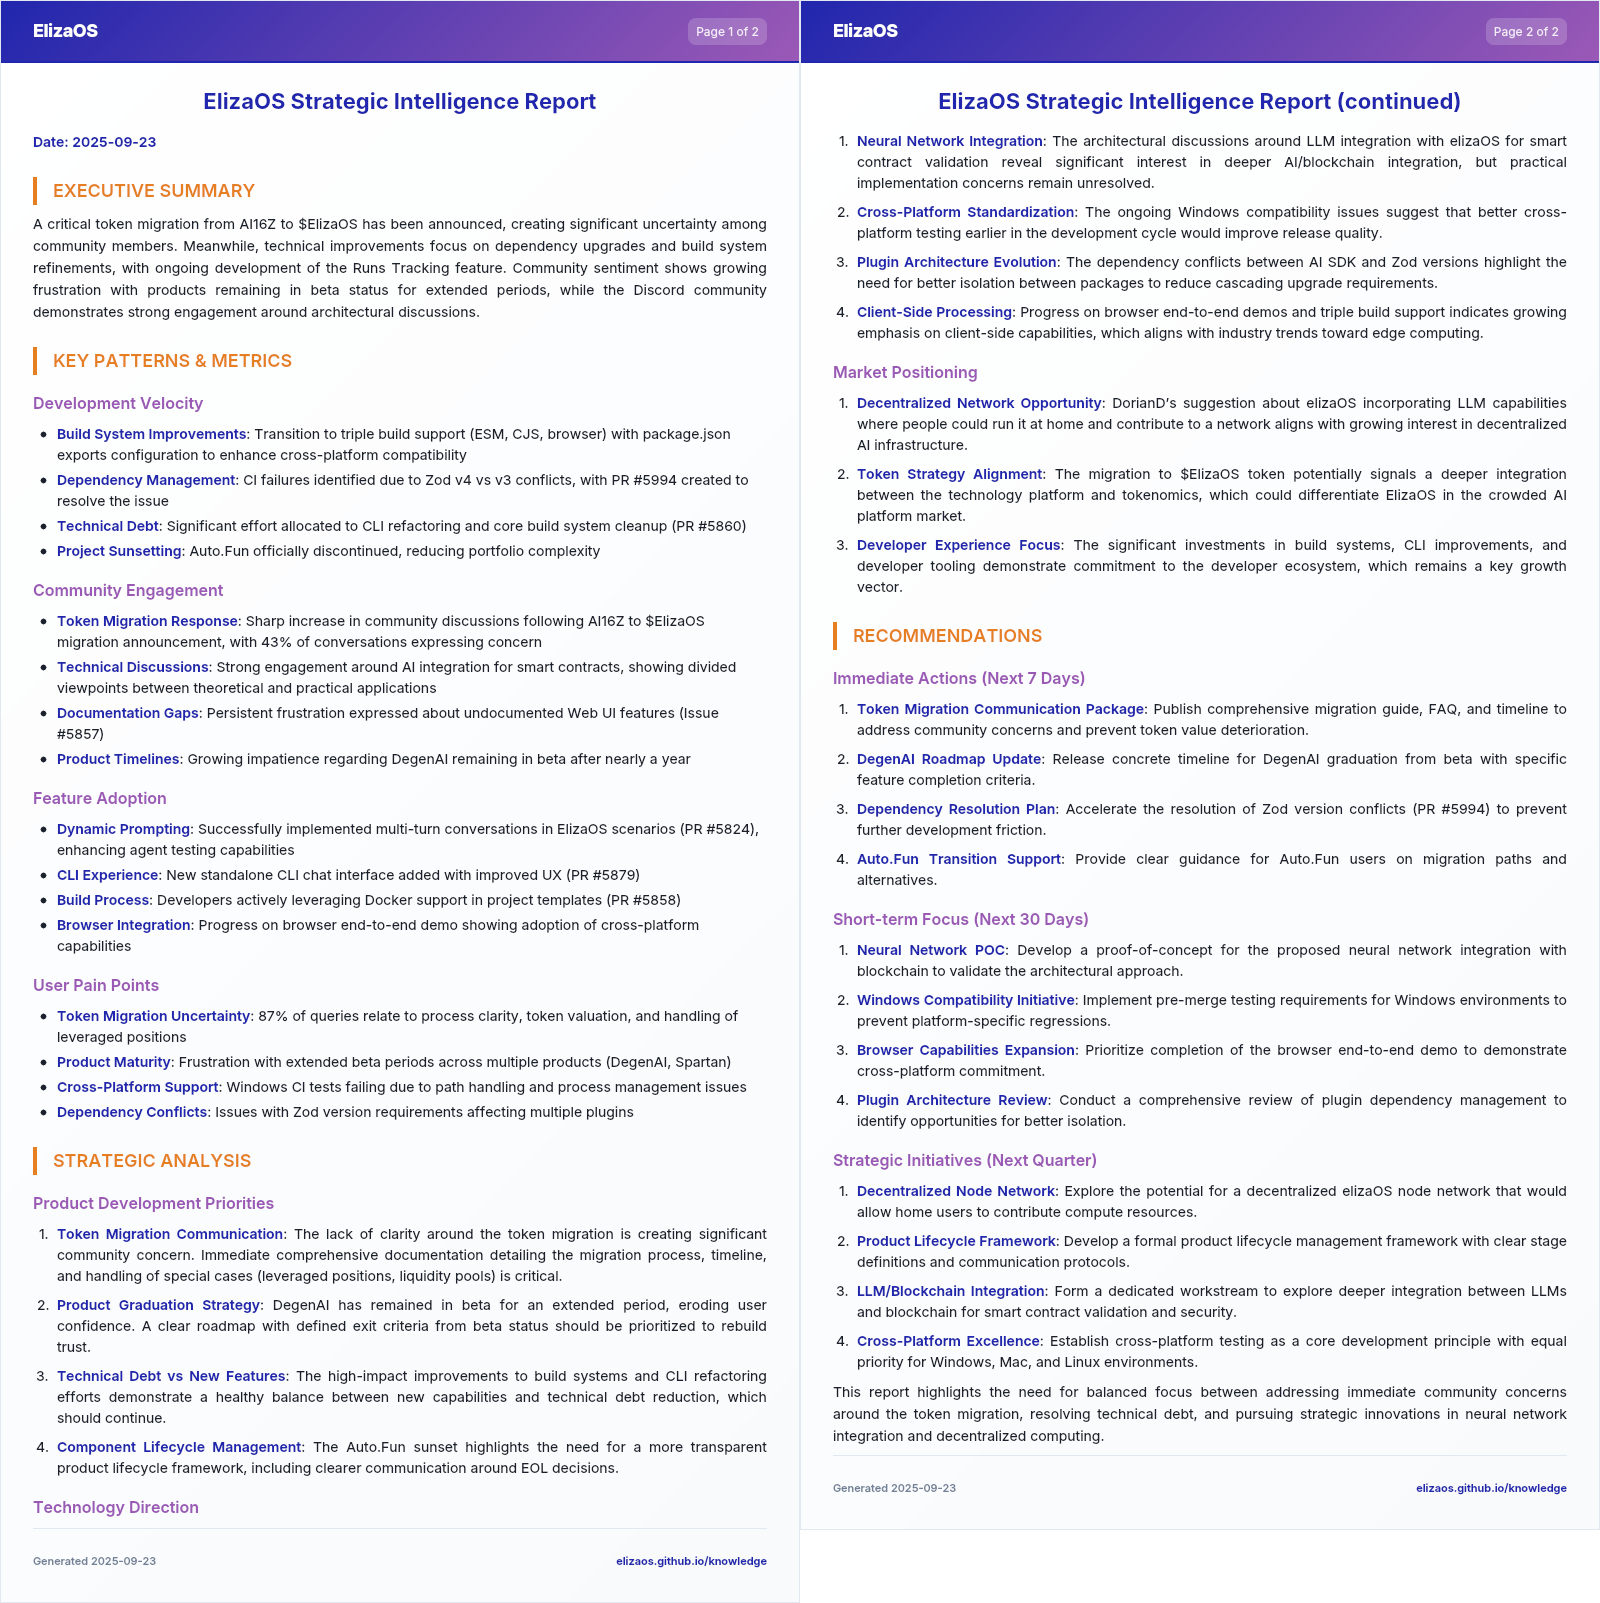 ElizaOS
Page 1 of 2
ElizaOS Strategic Intelligence Report
Date: 2025-09-23
EXECUTIVE SUMMARY
A critical token migration from AI16Z to $ElizaOS has been announced, creating significant uncertainty among
community members. Meanwhile, technical improvements focus on dependency upgrades and build system
refinements, with ongoing development of the Runs Tracking feature. Community sentiment shows growing
frustration with products remaining in beta status for extended periods, while the Discord community
demonstrates strong engagement around architectural discussions.
KEY PATTERNS & METRICS
Development Velocity
• Build System Improvements: Transition to triple build support (ESM, CJS, browser) with package.json
exports configuration to enhance cross-platform compatibility
• Dependency Management: CI failures identified due to Zod v4 vs v3 conflicts, with PR #5994 created to
resolve the issue
• Technical Debt: Significant effort allocated to CLI refactoring and core build system cleanup (PR #5860)
• Project Sunsetting: Auto.Fun officially discontinued, reducing portfolio complexity
Community Engagement
• Token Migration Response: Sharp increase in community discussions following AI16Z to $ElizaOS
migration announcement, with 43% of conversations expressing concern
• Technical Discussions: Strong engagement around AI integration for smart contracts, showing divided
viewpoints between theoretical and practical applications
• Documentation Gaps: Persistent frustration expressed about undocumented Web UI features (Issue
#5857)
• Product Timelines: Growing impatience regarding DegenAI remaining in beta after nearly a year
Feature Adoption
• Dynamic Prompting: Successfully implemented multi-turn conversations in ElizaOS scenarios (PR #5824),
enhancing agent testing capabilities
• CLI Experience: New standalone CLI chat interface added with improved UX (PR #5879)
• Build Process: Developers actively leveraging Docker support in project templates (PR #5858)
• Browser Integration: Progress on browser end-to-end demo showing adoption of cross-platform
capabilities
User Pain Points
• Token Migration Uncertainty: 87% of queries relate to process clarity, token valuation, and handling of
leveraged positions
• Product Maturity: Frustration with extended beta periods across multiple products (DegenAI, Spartan)
• Cross-Platform Support: Windows CI tests failing due to path handling and process management issues
• Dependency Conflicts: Issues with Zod version requirements affecting multiple plugins
STRATEGIC ANALYSIS
Product Development Priorities
1. Token Migration Communication: The lack of clarity around the token migration is creating significant
community concern. Immediate comprehensive documentation detailing the migration process, timeline,
and handling of special cases (leveraged positions, liquidity pools) is critical.
2. Product Graduation Strategy: DegenAI has remained in beta for an extended period, eroding user
confidence. A clear roadmap with defined exit criteria from beta status should be prioritized to rebuild
trust.
3. Technical Debt vs New Features: The high-impact improvements to build systems and CLI refactoring
efforts demonstrate a healthy balance between new capabilities and technical debt reduction, which
should continue.
4. Component Lifecycle Management: The Auto.Fun sunset highlights the need for a more transparent
product lifecycle framework, including clearer communication around EOL decisions.
Technology Direction
Generated 2025-09-23
elizaos.github.io/knowledge
ElizaOS
Page 2 of 2
ElizaOS Strategic Intelligence Report (continued)
1. Neural Network Integration: The architectural discussions around LLM integration with elizaOS for smart
contract validation reveal significant interest in deeper AI/blockchain integration, but practical
implementation concerns remain unresolved.
2. Cross-Platform Standardization: The ongoing Windows compatibility issues suggest that better cross-
platform testing earlier in the development cycle would improve release quality.
3. Plugin Architecture Evolution: The dependency conflicts between AI SDK and Zod versions highlight the
need for better isolation between packages to reduce cascading upgrade requirements.
4. Client-Side Processing: Progress on browser end-to-end demos and triple build support indicates growing
emphasis on client-side capabilities, which aligns with industry trends toward edge computing.
Market Positioning
1. Decentralized Network Opportunity: DorianD's suggestion about elizaOS incorporating LLM capabilities
where people could run it at home and contribute to a network aligns with growing interest in decentralized
AI infrastructure.
2. Token Strategy Alignment: The migration to $ElizaOS token potentially signals a deeper integration
between the technology platform and tokenomics, which could differentiate ElizaOS in the crowded AI
platform market.
3. Developer Experience Focus: The significant investments in build systems, CLI improvements, and
developer tooling demonstrate commitment to the developer ecosystem, which remains a key growth
vector.
RECOMMENDATIONS
Immediate Actions (Next 7 Days)
1. Token Migration Communication Package: Publish comprehensive migration guide, FAQ, and timeline to
address community concerns and prevent token value deterioration.
2. DegenAI Roadmap Update: Release concrete timeline for DegenAI graduation from beta with specific
feature completion criteria.
3. Dependency Resolution Plan: Accelerate the resolution of Zod version conflicts (PR #5994) to prevent
further development friction.
4. Auto.Fun Transition Support: Provide clear guidance for Auto.Fun users on migration paths and
alternatives.
Short-term Focus (Next 30 Days)
1. Neural Network POC: Develop a proof-of-concept for the proposed neural network integration with
blockchain to validate the architectural approach.
2. Windows Compatibility Initiative: Implement pre-merge testing requirements for Windows environments to
prevent platform-specific regressions.
3. Browser Capabilities Expansion: Prioritize completion of the browser end-to-end demo to demonstrate
cross-platform commitment.
4. Plugin Architecture Review: Conduct a comprehensive review of plugin dependency management to
identify opportunities for better isolation.
Strategic Initiatives (Next Quarter)
1. Decentralized Node Network: Explore the potential for a decentralized elizaOS node network that would
allow home users to contribute compute resources.
2. Product Lifecycle Framework: Develop a formal product lifecycle management framework with clear stage
definitions and communication protocols.
3. LLM/Blockchain Integration: Form a dedicated workstream to explore deeper integration between LLMs
and blockchain for smart contract validation and security.
4. Cross-Platform Excellence: Establish cross-platform testing as a core development principle with equal
priority for Windows, Mac, and Linux environments.
This report highlights the need for balanced focus between addressing immediate community concerns
around the token migration, resolving technical debt, and pursuing strategic innovations in neural network
integration and decentralized computing.
Generated 2025-09-23
elizaos.github.io/knowledge